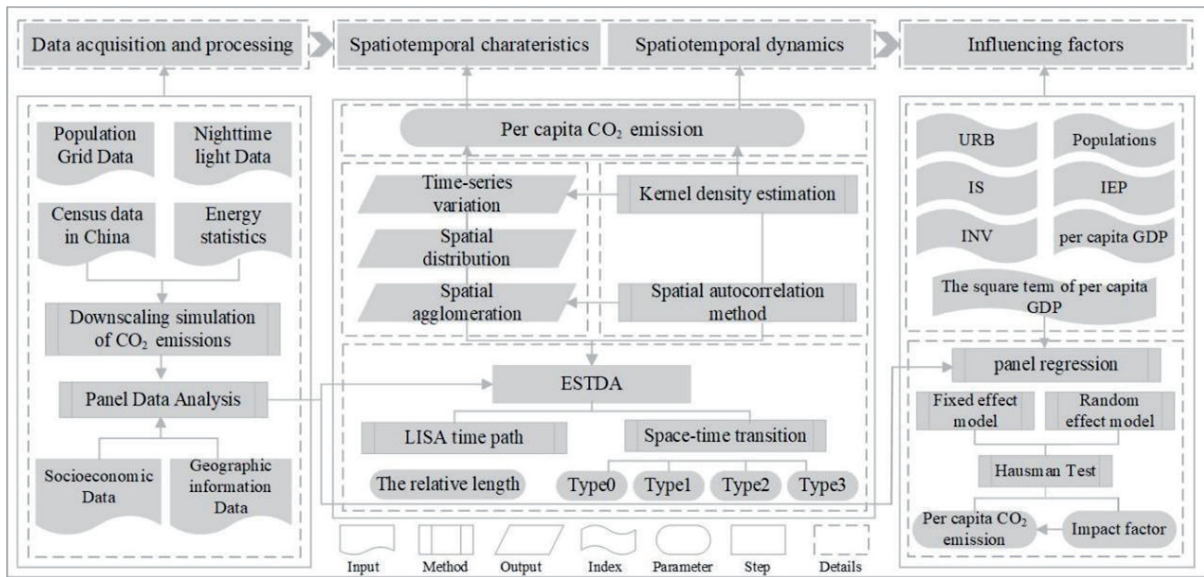 Data acquisition and processing
Spatiotemporal charateristics
Spatiotemporal dynamics
Influencing factors
Population
Grid Data
Nighttime
light Data
Census data
in China
Energy
statistics
Downscaling simulation
of CO₂ emissions
Panel Data Analysis
Socioeconomic
Data
Geographic
information
Data
Per capita CO₂ emission
Time-series
variation
Spatial
distribution
Spatial
agglomeration
Kernel density estimation
Spatial autocorrelation
method
ESTDA
LISA time path
Space-time transition
The relative length
Type0
Type1
Type2
Type3
Input
Method
Output
Index
Parameter
Step
Details
URB
Populations
IS
IEP
INV
per capita GDP
The square term of per capita
GDP
panel regression
Fixed effect
model
Random
effect model
Hausman Test
Per capita CO₂
emission
Impact factor